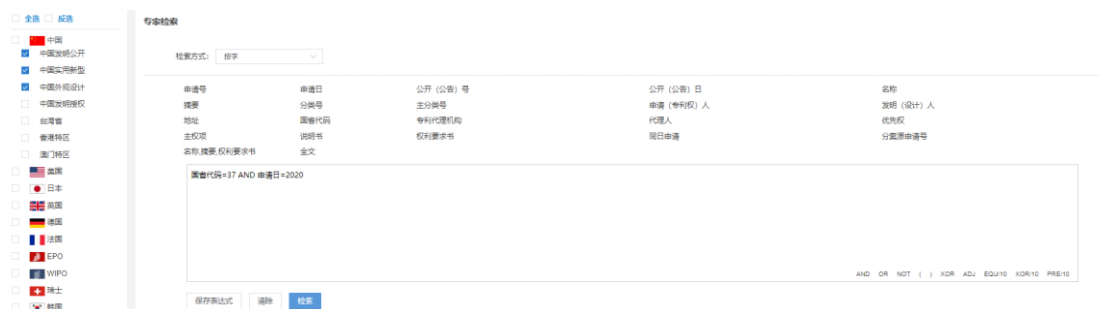 全选 反选
专家检索
中国
中国发明公开
检索方式: 按字
中国实用新型
中国外观设计
申请号 申请日 公开（公告）号 公开（公告）日 名称
中国发明授权
摘要 分类号 主分类号 申请（专利权）人 发明（设计）人
台湾省
地址 国省代码 专利代理机构 代理人 优先权
香港特区
主权项 说明书 权利要求书 同日申请 分案原申请号
澳门特区
名称,摘要,权利要求书 全文
美国
国省代码=37 AND 申请日=2020
日本
英国
德国
法国
EPO
WIPO
AND OR NOT ( ) XOR ADJ EQU/10 XOR/10 PRE/10
瑞士
保存表达式 清除 检索
韩国